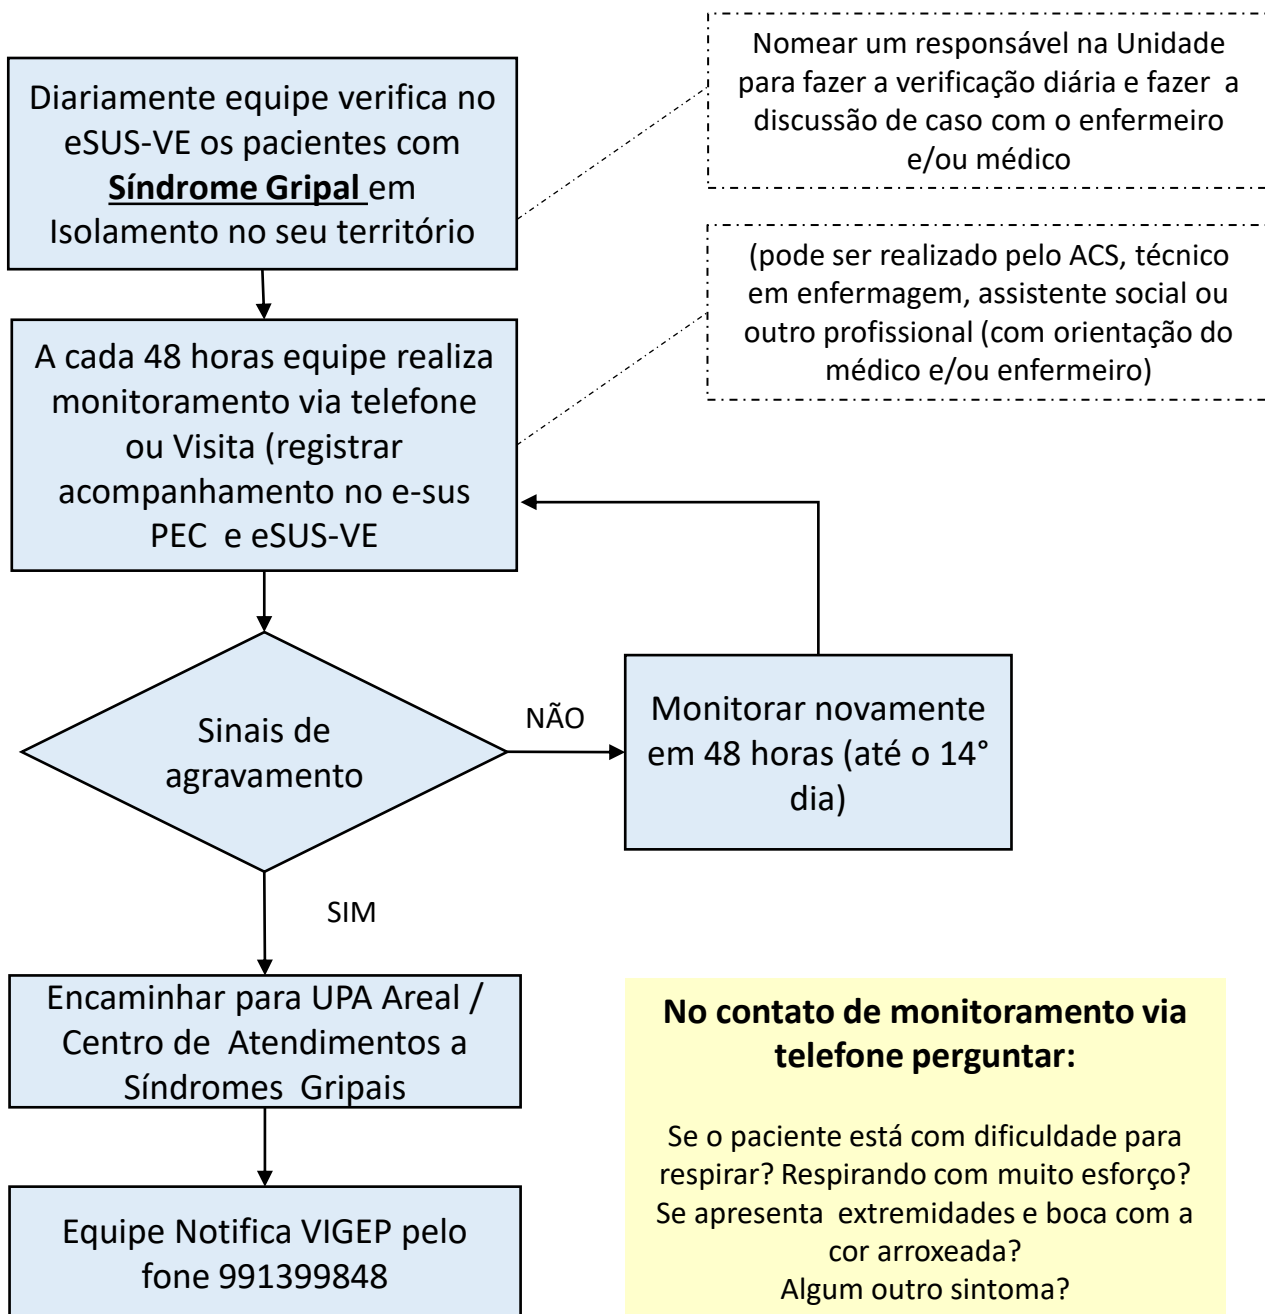 Diariamente equipe verifica no
eSUS-VE os pacientes com
Síndrome Gripal em
Isolamento no seu território
Nomear um responsável na Unidade
para fazer a verificação diária e fazer a
discussão de caso com o enfermeiro
e/ou médico
(pode ser realizado pelo ACS, técnico
em enfermagem, assistente social ou
outro profissional (com orientação do
médico e/ou enfermeiro)
A cada 48 horas equipe realiza
monitoramento via telefone
ou Visita (registrar
acompanhamento no e-sus
PEC e eSUS-VE
Sinais de
agravamento
NÃO
Monitorar novamente
em 48 horas (até o 14°
dia)
SIM
Encaminhar para UPA Areal /
Centro de Atendimentos a
Síndromes Gripais
Equipe Notifica VIGEP pelo
fone 991399848
No contato de monitoramento via
telefone perguntar:
Se o paciente está com dificuldade para
respirar? Respirando com muito esforço?
Se apresenta extremidades e boca com a
cor arroxeada?
Algum outro sintoma?